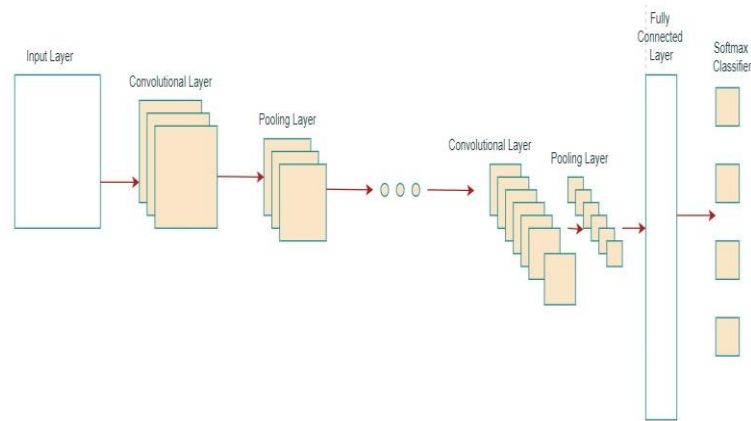 Input Layer
Convolutional Layer
Pooling Layer
Convolutional Layer
Pooling Layer
Fully
Connected
Layer
Softmax
Classifier